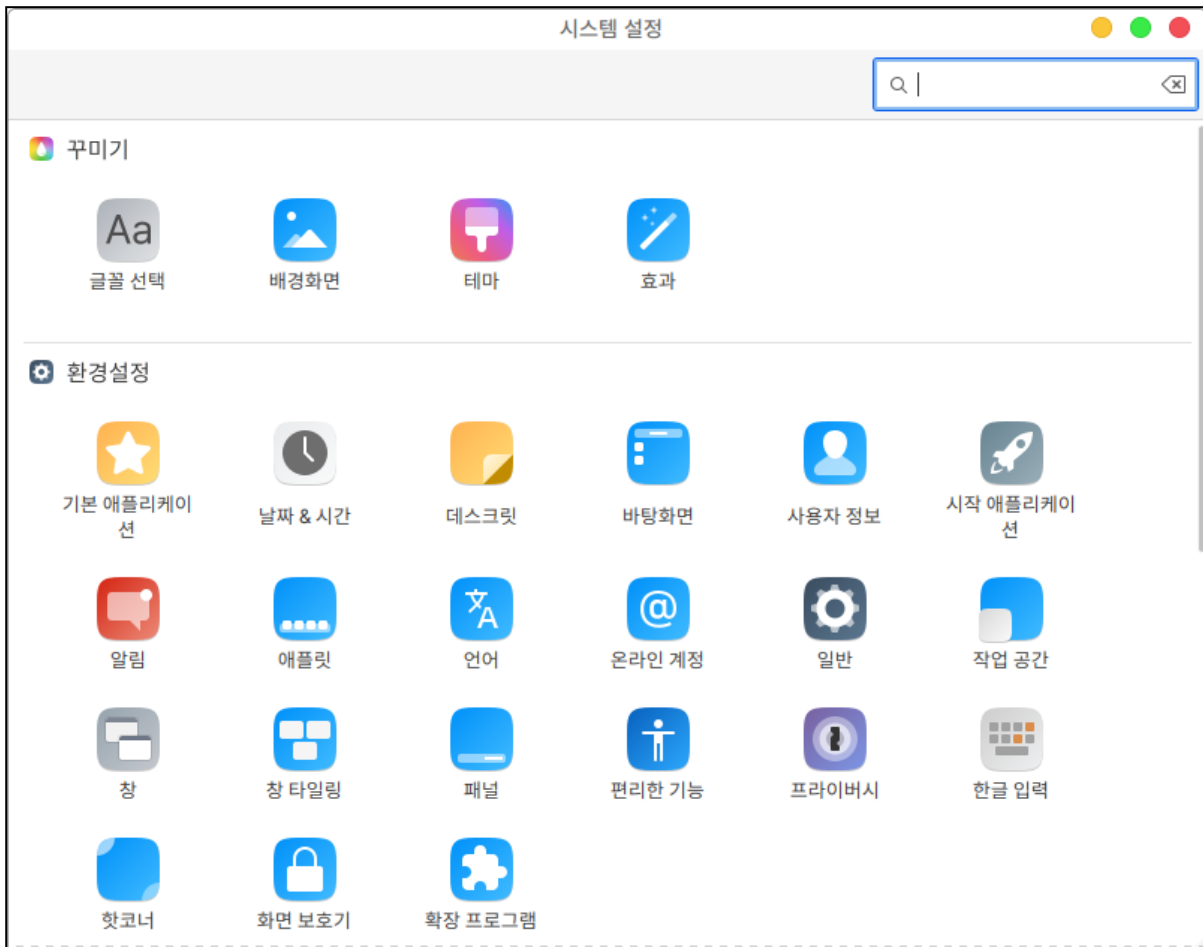 시스템 설정
꾸미기
Aa
글꼴 선택
배경화면
테마
효과
환경설정
기본 애플리케이
션
날짜 & 시간
데스크릿
바탕화면
사용자 정보
시작 애플리케이
션
알림
애플릿
언어
온라인 계정
일반
작업 공간
창
창 타일링
패널
편리한 기능
프라이버시
한글 입력
핫코너
화면 보호기
확장 프로그램